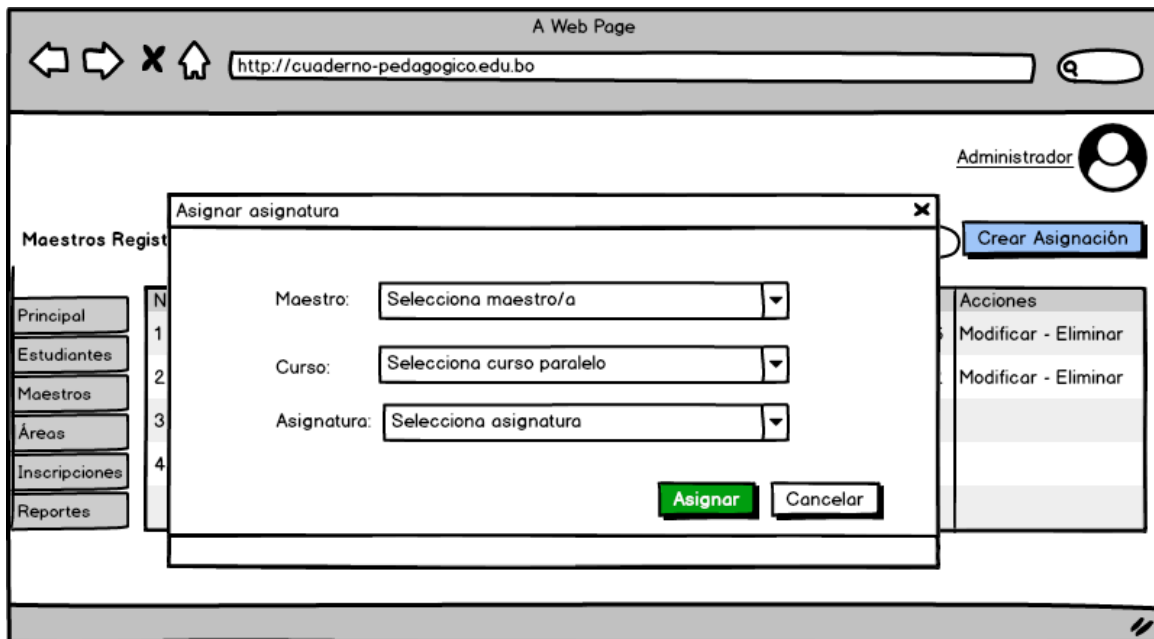 A Web Page
http://cuaderno-pedagogico.edu.bo
Administrador
Asignar asignatura
Maestros Regist
Crear Asignación
Maestro: Selecciona maestro/a
Curso: Selecciona curso paralelo
Asignatura: Selecciona asignatura
Asignar Cancelar
Principal
Estudiantes
Maestros
Áreas
Inscripciones
Reportes
N Acciones
1 Modificar - Eliminar
2 Modificar - Eliminar
3
4